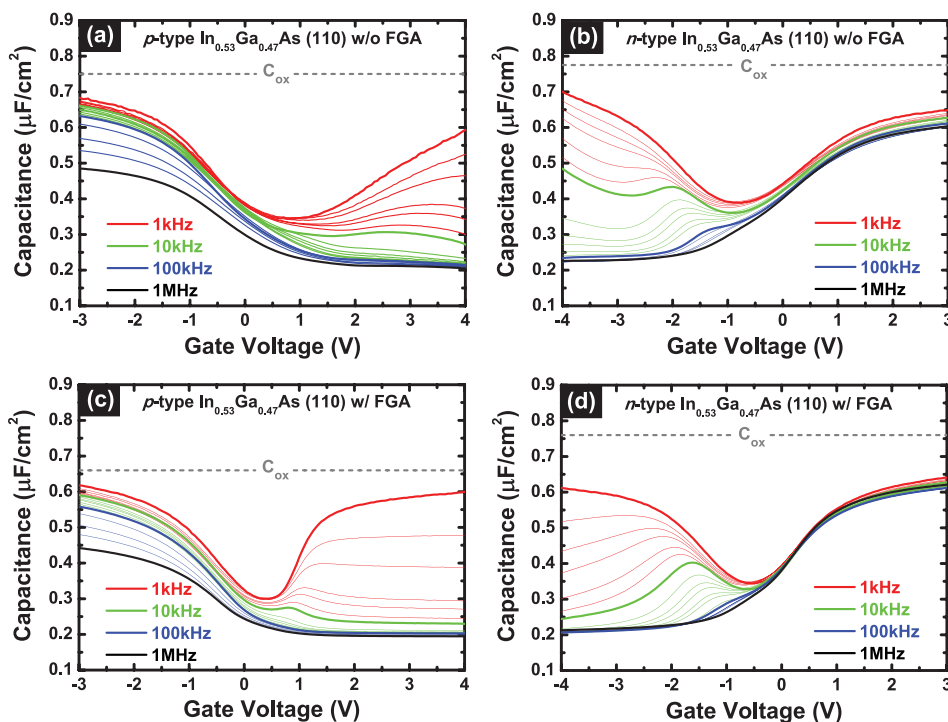 (a) p-type In0.53Ga0.47As (110) w/o FGA
Cox
Capacitance (μF/cm²)
0.9
0.8
0.7
0.6
0.5
0.4
0.3
0.2
0.1
1kHz
10kHz
100kHz
1MHz
-3 -2 -1 0 1 2 3 4
Gate Voltage (V)
(b) n-type In0.53Ga0.47As (110) w/o FGA
Cox
Capacitance (μF/cm²)
0.9
0.8
0.7
0.6
0.5
0.4
0.3
0.2
0.1
1kHz
10kHz
100kHz
1MHz
-4 -3 -2 -1 0 1 2 3
Gate Voltage (V)
(c) p-type In0.53Ga0.47As (110) w/ FGA
Cox
Capacitance (μF/cm²)
0.9
0.8
0.7
0.6
0.5
0.4
0.3
0.2
0.1
1kHz
10kHz
100kHz
1MHz
-3 -2 -1 0 1 2 3 4
Gate Voltage (V)
(d) n-type In0.53Ga0.47As (110) w/ FGA
Cox
Capacitance (μF/cm²)
0.9
0.8
0.7
0.6
0.5
0.4
0.3
0.2
0.1
1kHz
10kHz
100kHz
1MHz
-4 -3 -2 -1 0 1 2 3
Gate Voltage (V)